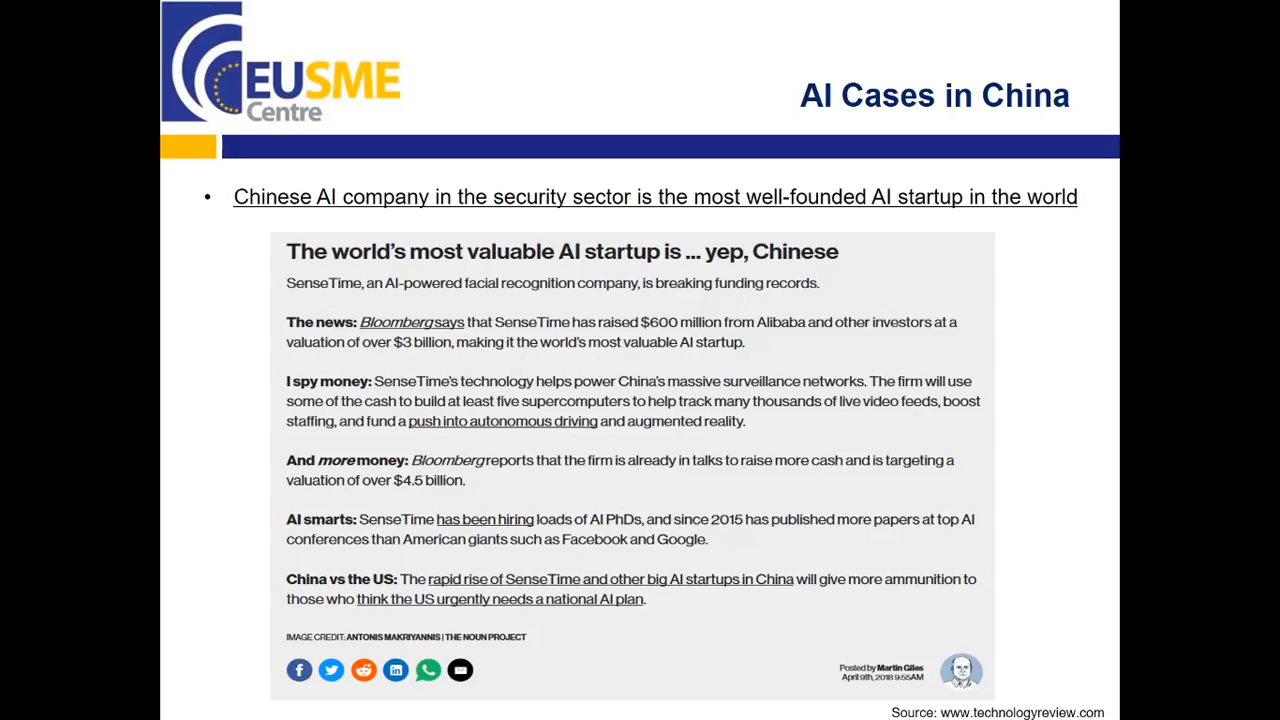 EUSME
Centre
AI Cases in China
• Chinese AI company in the security sector is the most well-founded AI startup in the world
The world's most valuable AI startup is ... yep, Chinese
SenseTime, an AI-powered facial recognition company, is breaking funding records.
The news: Bloomberg says that SenseTime has raised $600 million from Alibaba and other investors at a
valuation of over $3 billion, making it the world's most valuable AI startup.
I spy money: SenseTime's technology helps power China's massive surveillance networks. The firm will use
some of the cash to build at least five supercomputers to help track many thousands of live video feeds, boost
staffing, and fund a push into autonomous driving and augmented reality.
And more money: Bloomberg reports that the firm is already in talks to raise more cash and is targeting a
valuation of over $4.5 billion.
AI smarts: SenseTime has been hiring loads of AI PhDs, and since 2015 has published more papers at top AI
conferences than American giants such as Facebook and Google.
China vs the US: The rapid rise of SenseTime and other big AI startups in China will give more ammunition to
those who think the US urgently needs a national AI plan.
IMAGE CREDIT: ANTONIS MAKRIYANNIS | THE NOUN PROJECT
Posted by Martin Giles
April 9th, 2018 9:55AM
Source: www.technologyreview.com